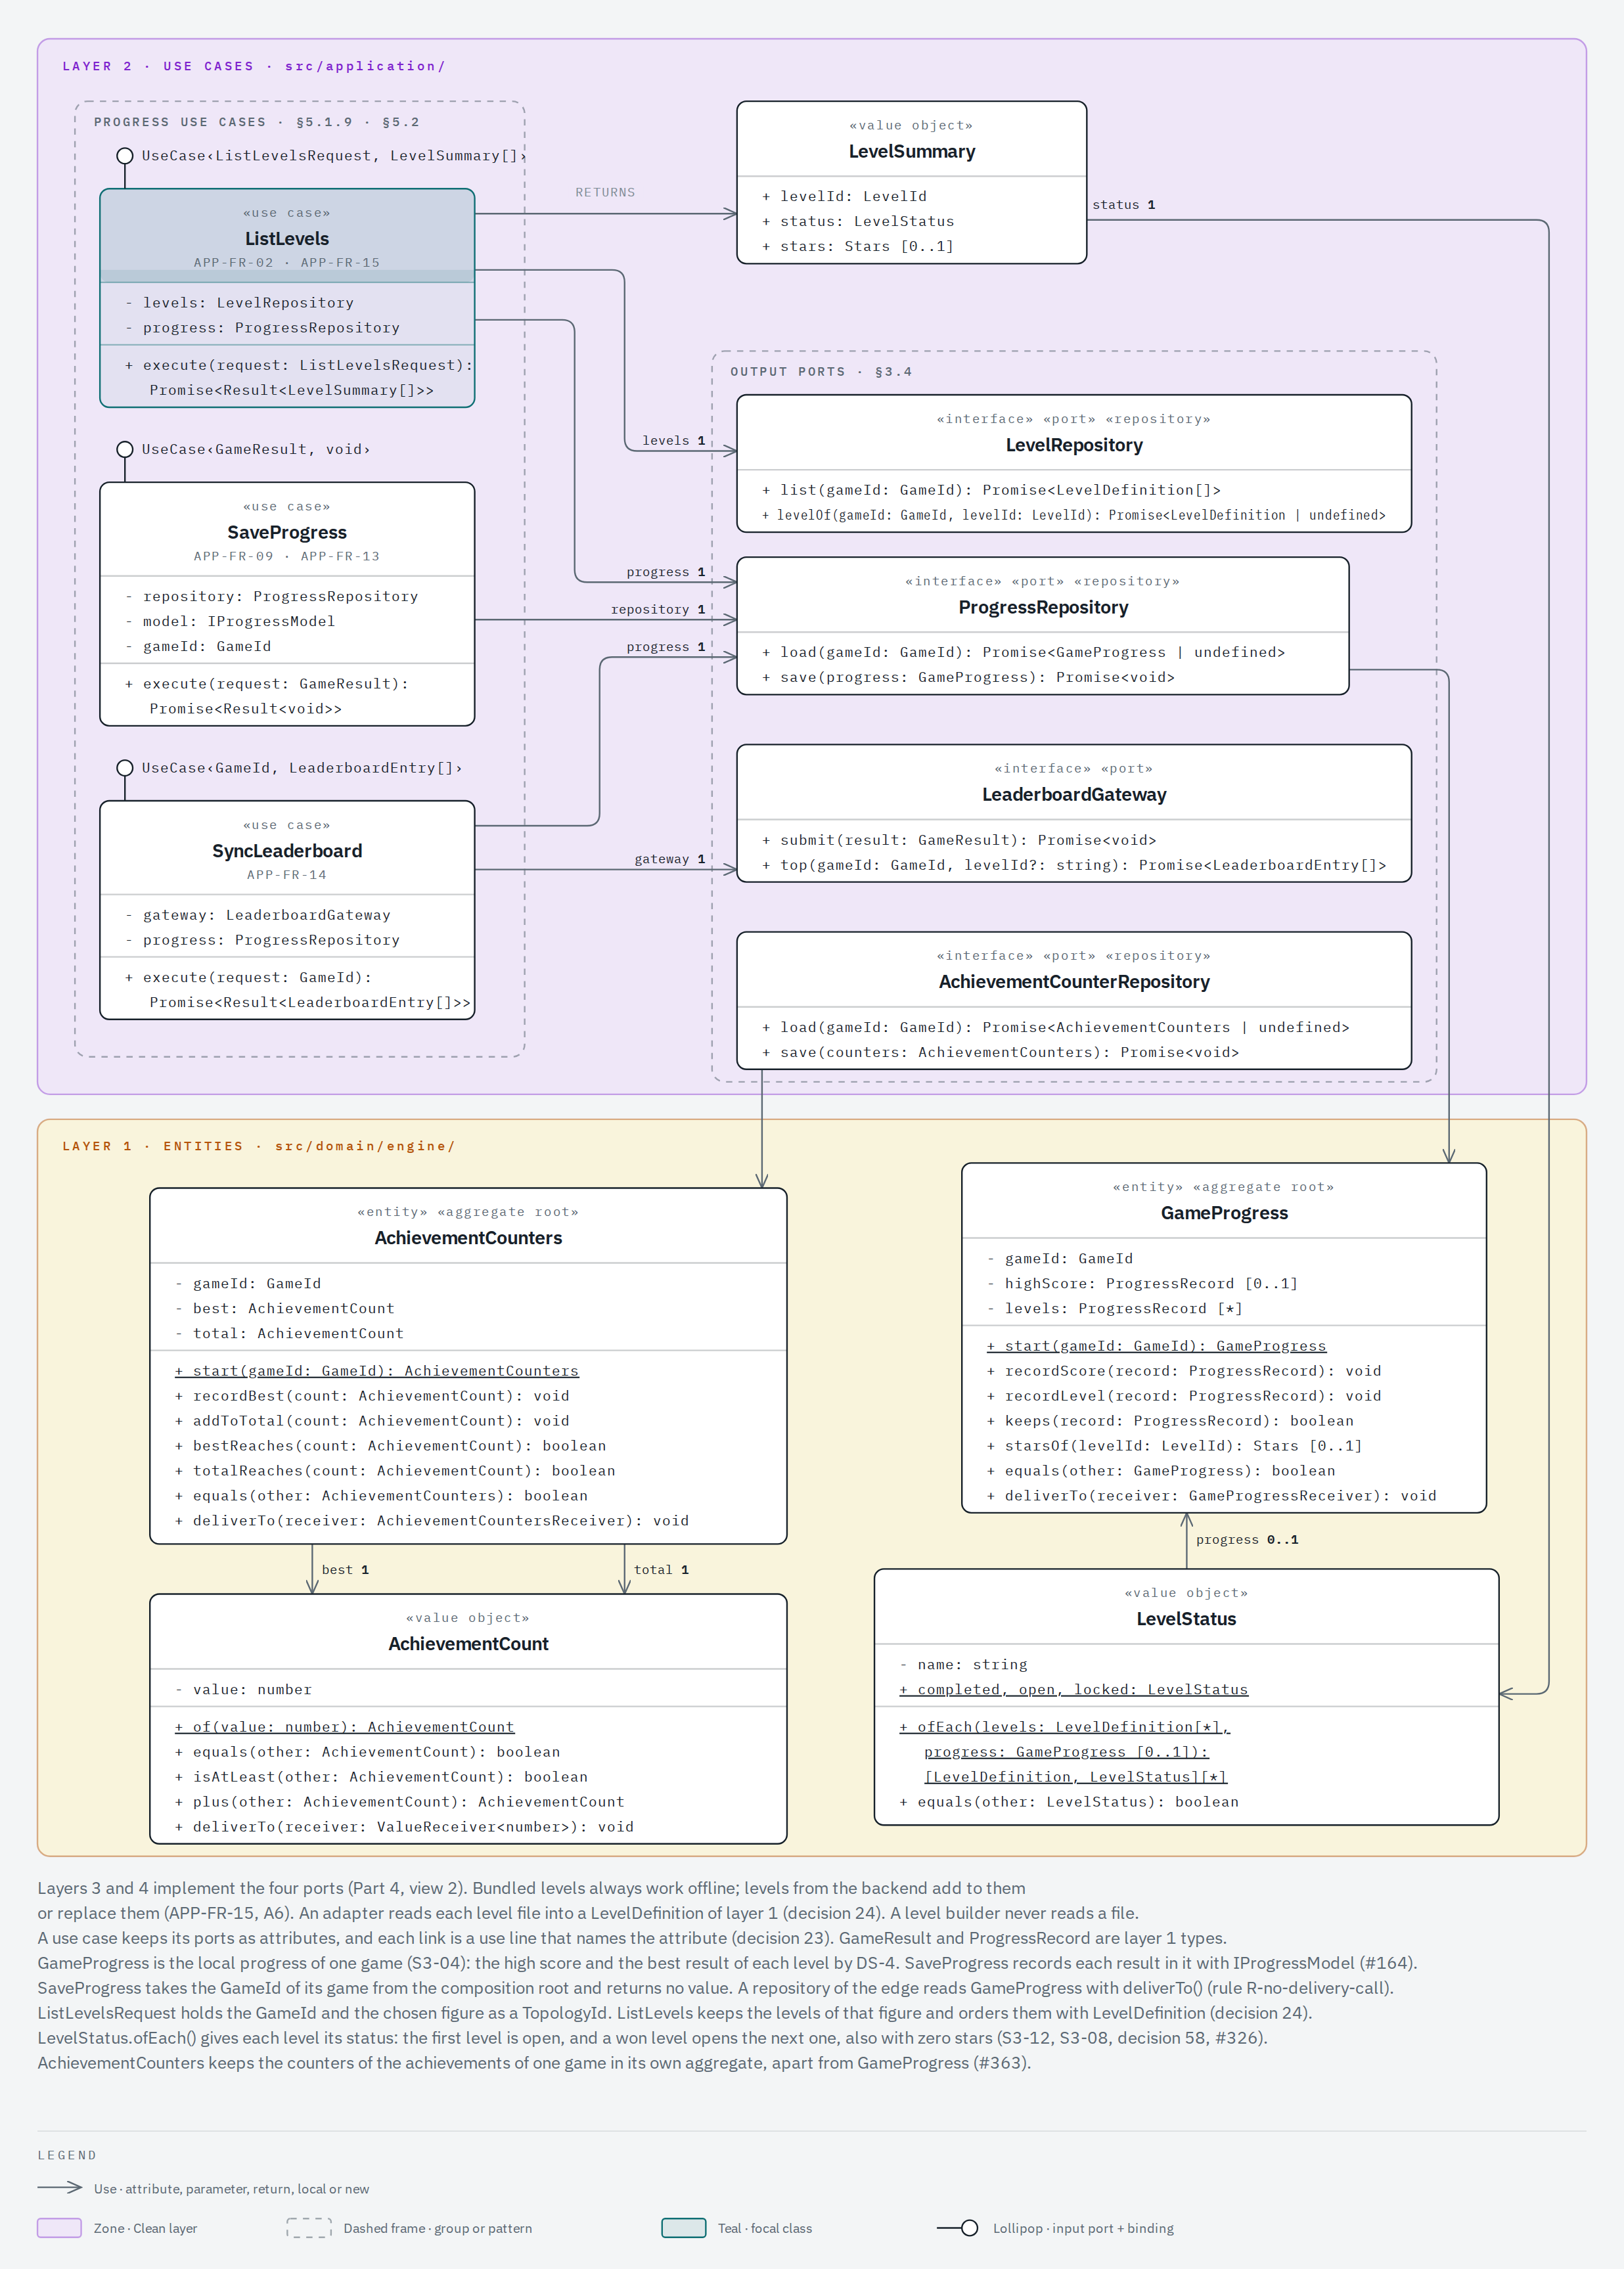 LAYER 2 · USE CASES · src/application/
PROGRESS USE CASES · §5.1.9 · §5.2
UseCase‹ListLevelsRequest, LevelSummary[]›
«use case»
ListLevels
APP-FR-02 · APP-FR-15
- levels: LevelRepository
- progress: ProgressRepository
+ execute(request: ListLevelsRequest):
Promise<Result<LevelSummary[]>>
RETURNS
«value object»
LevelSummary
+ levelId: LevelId
+ status: LevelStatus
+ stars: Stars [0..1]
status 1
UseCase‹GameResult, void›
«use case»
SaveProgress
APP-FR-09 · APP-FR-13
- repository: ProgressRepository
- model: IProgressModel
- gameId: GameId
+ execute(request: GameResult):
Promise<Result<void>>
UseCase‹GameId, LeaderboardEntry[]›
«use case»
SyncLeaderboard
APP-FR-14
- gateway: LeaderboardGateway
- progress: ProgressRepository
+ execute(request: GameId):
Promise<Result<LeaderboardEntry[]>>
levels 1
progress 1
repository 1
progress 1
gateway 1
OUTPUT PORTS · §3.4
«interface» «port» «repository»
LevelRepository
+ list(gameId: GameId): Promise<LevelDefinition[]>
+ levelOf(gameId: GameId, levelId: LevelId): Promise<LevelDefinition | undefined>
«interface» «port» «repository»
ProgressRepository
+ load(gameId: GameId): Promise<GameProgress | undefined>
+ save(progress: GameProgress): Promise<void>
«interface» «port»
LeaderboardGateway
+ submit(result: GameResult): Promise<void>
+ top(gameId: GameId, levelId?: string): Promise<LeaderboardEntry[]>
«interface» «port» «repository»
AchievementCounterRepository
+ load(gameId: GameId): Promise<AchievementCounters | undefined>
+ save(counters: AchievementCounters): Promise<void>
LAYER 1 · ENTITIES · src/domain/engine/
«entity» «aggregate root»
AchievementCounters
- gameId: GameId
- best: AchievementCount
- total: AchievementCount
+ start(gameId: GameId): AchievementCounters
+ recordBest(count: AchievementCount): void
+ addToTotal(count: AchievementCount): void
+ bestReaches(count: AchievementCount): boolean
+ totalReaches(count: AchievementCount): boolean
+ equals(other: AchievementCounters): boolean
+ deliverTo(receiver: AchievementCountersReceiver): void
best 1
total 1
«value object»
AchievementCount
- value: number
+ of(value: number): AchievementCount
+ equals(other: AchievementCount): boolean
+ isAtLeast(other: AchievementCount): boolean
+ plus(other: AchievementCount): AchievementCount
+ deliverTo(receiver: ValueReceiver<number>): void
«entity» «aggregate root»
GameProgress
- gameId: GameId
- highScore: ProgressRecord [0..1]
- levels: ProgressRecord [*]
+ start(gameId: GameId): GameProgress
+ recordScore(record: ProgressRecord): void
+ recordLevel(record: ProgressRecord): void
+ keeps(record: ProgressRecord): boolean
+ starsOf(levelId: LevelId): Stars [0..1]
+ equals(other: GameProgress): boolean
+ deliverTo(receiver: GameProgressReceiver): void
progress 0..1
«value object»
LevelStatus
- name: string
+ completed, open, locked: LevelStatus
+ ofEach(levels: LevelDefinition[*],
progress: GameProgress [0..1]):
[LevelDefinition, LevelStatus][*]
+ equals(other: LevelStatus): boolean
Layers 3 and 4 implement the four ports (Part 4, view 2). Bundled levels always work offline; levels from the backend add to them
or replace them (APP-FR-15, A6). An adapter reads each level file into a LevelDefinition of layer 1 (decision 24). A level builder never reads a file.
A use case keeps its ports as attributes, and each link is a use line that names the attribute (decision 23). GameResult and ProgressRecord are layer 1 types.
GameProgress is the local progress of one game (S3-04): the high score and the best result of each level by DS-4. SaveProgress records each result in it with IProgressModel (#164).
SaveProgress takes the GameId of its game from the composition root and returns no value. A repository of the edge reads GameProgress with deliverTo() (rule R-no-delivery-call).
ListLevelsRequest holds the GameId and the chosen figure as a TopologyId. ListLevels keeps the levels of that figure and orders them with LevelDefinition (decision 24).
LevelStatus.ofEach() gives each level its status: the first level is open, and a won level opens the next one, also with zero stars (S3-12, S3-08, decision 58, #326).
AchievementCounters keeps the counters of the achievements of one game in its own aggregate, apart from GameProgress (#363).
LEGEND
Use · attribute, parameter, return, local or new
Zone · Clean layer
Dashed frame · group or pattern
Teal · focal class
Lollipop · input port + binding